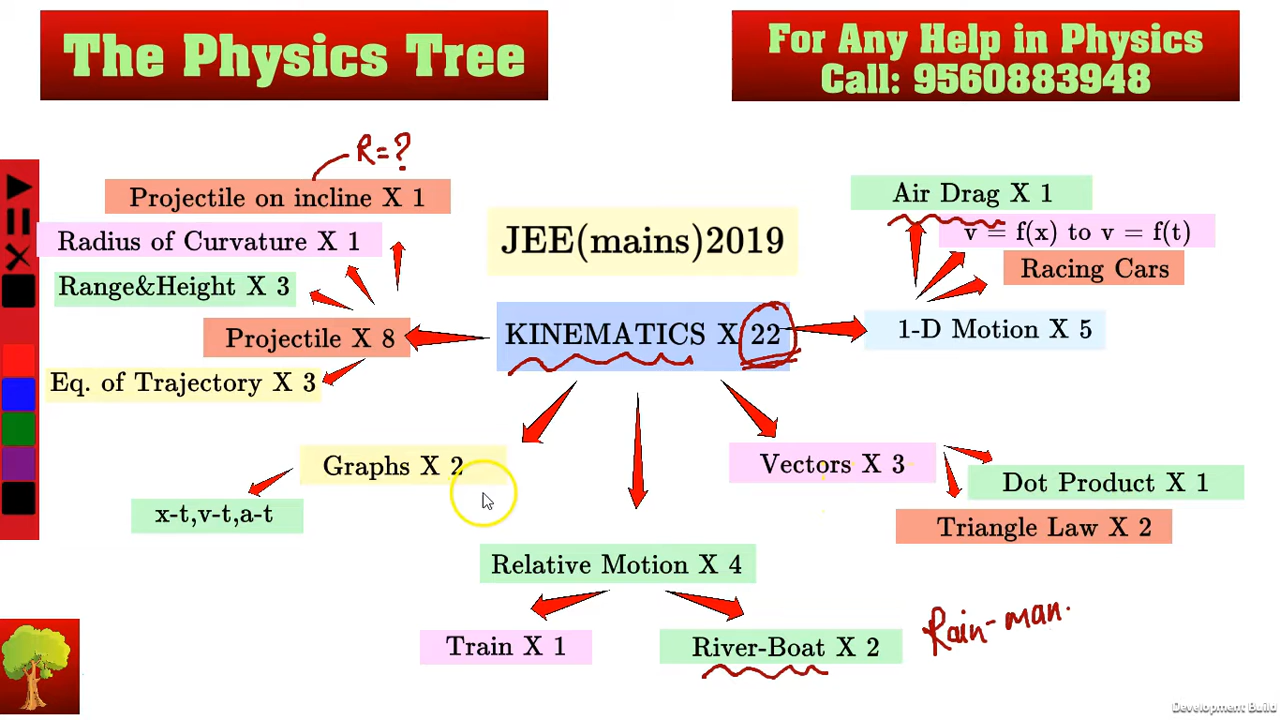 The Physics Tree
For Any Help in Physics
Call: 9560883948
R=?
Projectile on incline X 1
Radius of Curvature X 1
Range&Height X 3
Projectile X 8
Eq. of Trajectory X 3
JEE(mains)2019
KINEMATICS X 22
Air Drag X 1
v = f(x) to v = f(t)
Racing Cars
1-D Motion X 5
Graphs X 2
x-t,v-t,a-t
Vectors X 3
Dot Product X 1
Triangle Law X 2
Relative Motion X 4
Train X 1
River-Boat X 2
Rain-man.
Development Build